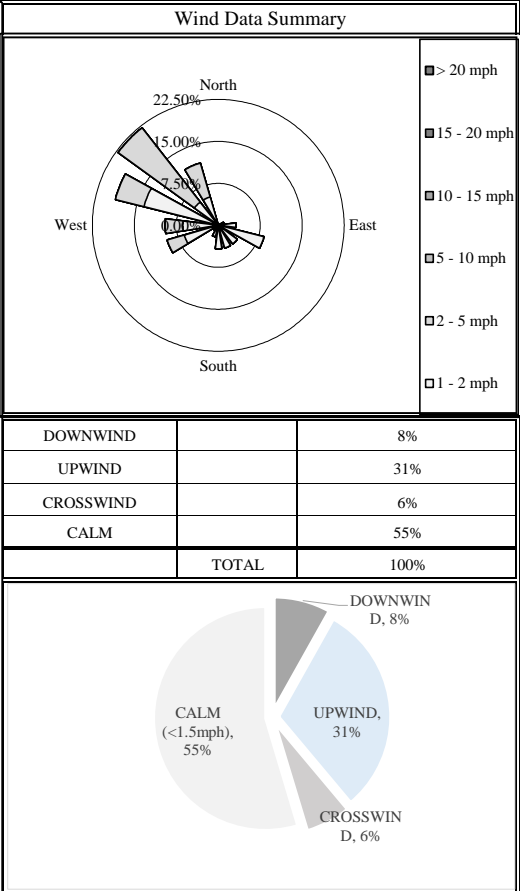 Wind Data Summary
North
22.50%
15.00%
7.50%
0.00%
West
East
South
> 20 mph
15 - 20 mph
10 - 15 mph
5 - 10 mph
2 - 5 mph
1 - 2 mph
DOWNWIND 8%
UPWIND 31%
CROSSWIND 6%
CALM 55%
TOTAL 100%
DOWNWIN
D, 8%
UPWIND,
31%
CROSSWIN
D, 6%
CALM
(<1.5mph),
55%